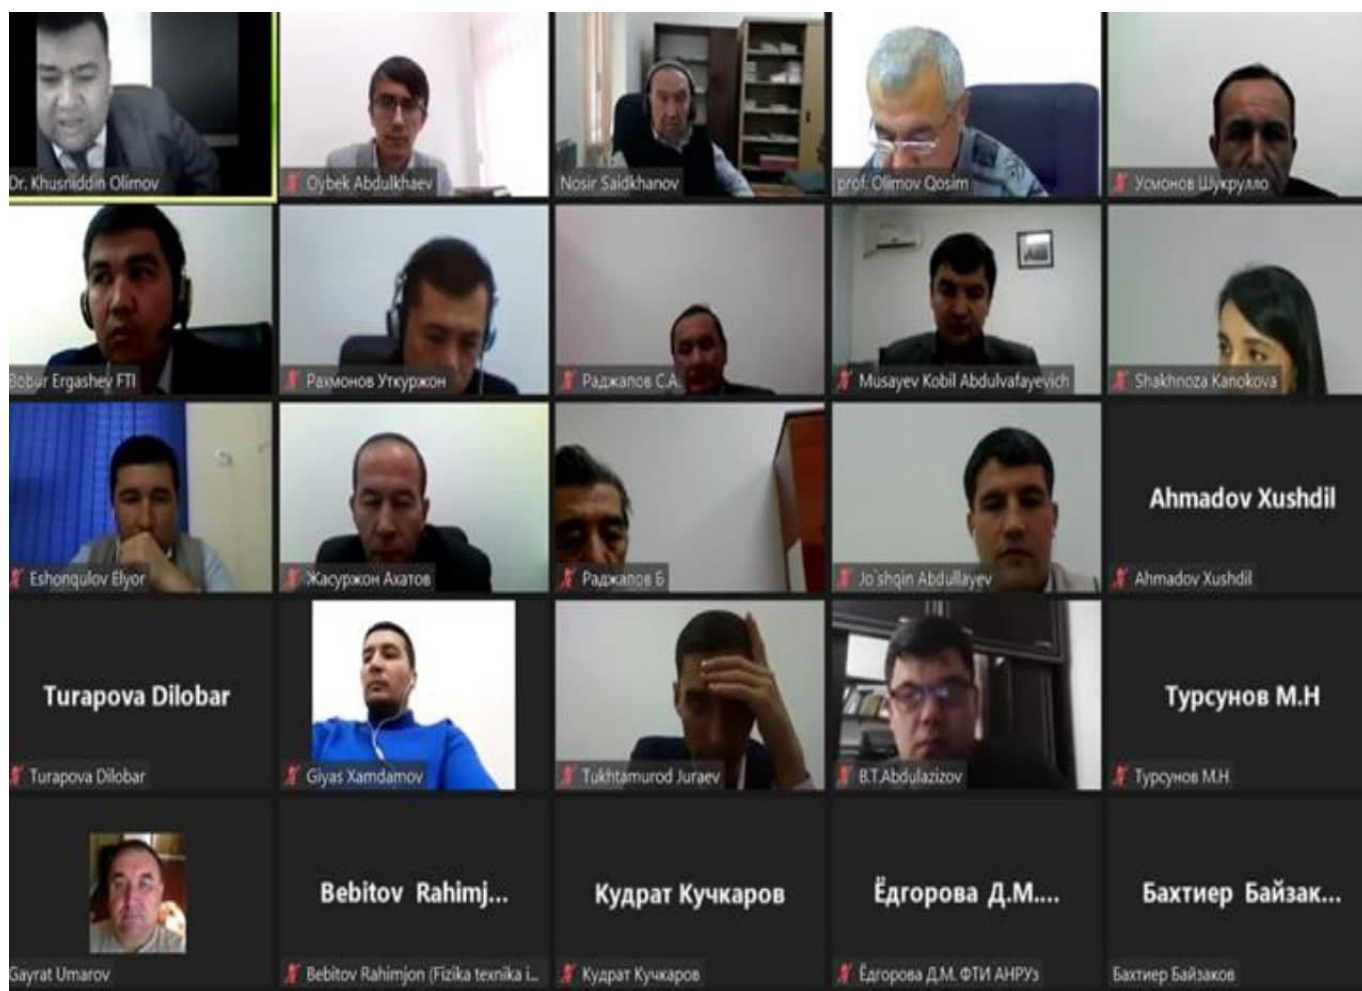 Dr. Khusniddin Olimov
Oybek Abdulkhaev
Nosir Saidkhanov
prof. Olimov Qosim
Усмонов Шукрулло
Bobur Ergashev FTI
Рахмонов Уткуржон
Раджапов С.А.
Musayev Kobil Abdulvafayevich
Shakhnoza Kanokova
Eshonqulov Elyor
Жасуржон Ахатов
Раджапов Б
Jo`shqin Abdullayev
Ahmadov Xushdil
Ahmadov Xushdil
Turapova Dilobar
Turapova Dilobar
Giyas Xamdamov
Tukhtamurod Juraev
B.T.Abdulazizov
Турсунов М.Н
Турсунов М.Н
Gayrat Umarov
Bebitov Rahimj...
Bebitov Rahimjon (Fizika texnika i...
Кудрат Кучкаров
Кудрат Кучкаров
Ёдгорова Д.М....
Ёдгорова Д.М. ФТИ АНРУз
Бахтиер Байзак...
Бахтиер Байзаков